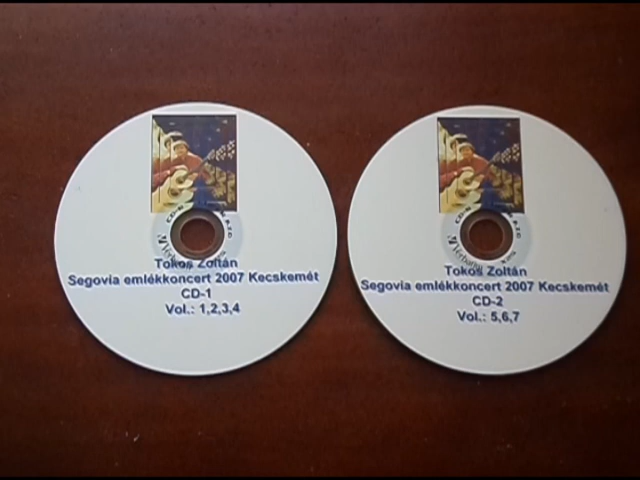 Tokos Zoltán
Segovia emlékkoncert 2007 Kecskemét
CD-1
Vol.: 1,2,3,4
Tokos Zoltán
Segovia emlékkoncert 2007 Kecskemét
CD-2
Vol.: 5,6,7
Verbatim